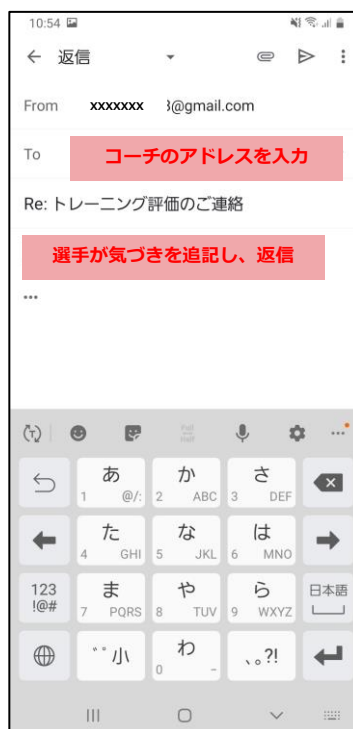 10:54
返信
From xxxxxxx 3@gmail.com
To コーチのアドレスを入力
Re: トレーニング評価のご連絡
選手が気づきを追記し、返信
…
あ か さ
1 @/: 2 ABC 3 DEF
た な は
4 GHI 5 JKL 6 MNO
123 ま や ら 日本語
!@# 7 PQRS 8 TUV 9 WXYZ
゛゜小 わ 、。?!
0 -